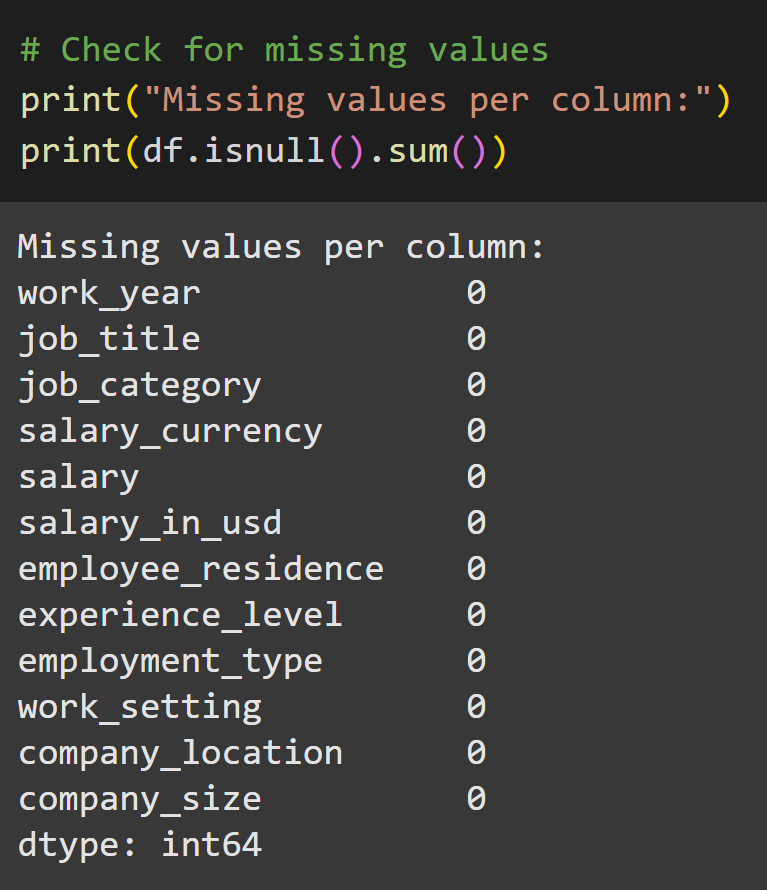 # Check for missing values
print("Missing values per column:")
print(df.isnull().sum())
Missing values per column:
work_year             0
job_title             0
job_category          0
salary_currency       0
salary                0
salary_in_usd         0
employee_residence    0
experience_level      0
employment_type       0
work_setting          0
company_location      0
company_size          0
dtype: int64